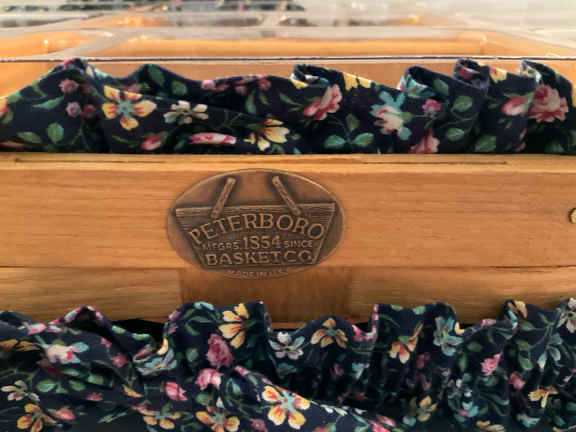 PETERBORO
MFGRS. 1854 SINCE
BASKET CO.
MADE IN U.S.